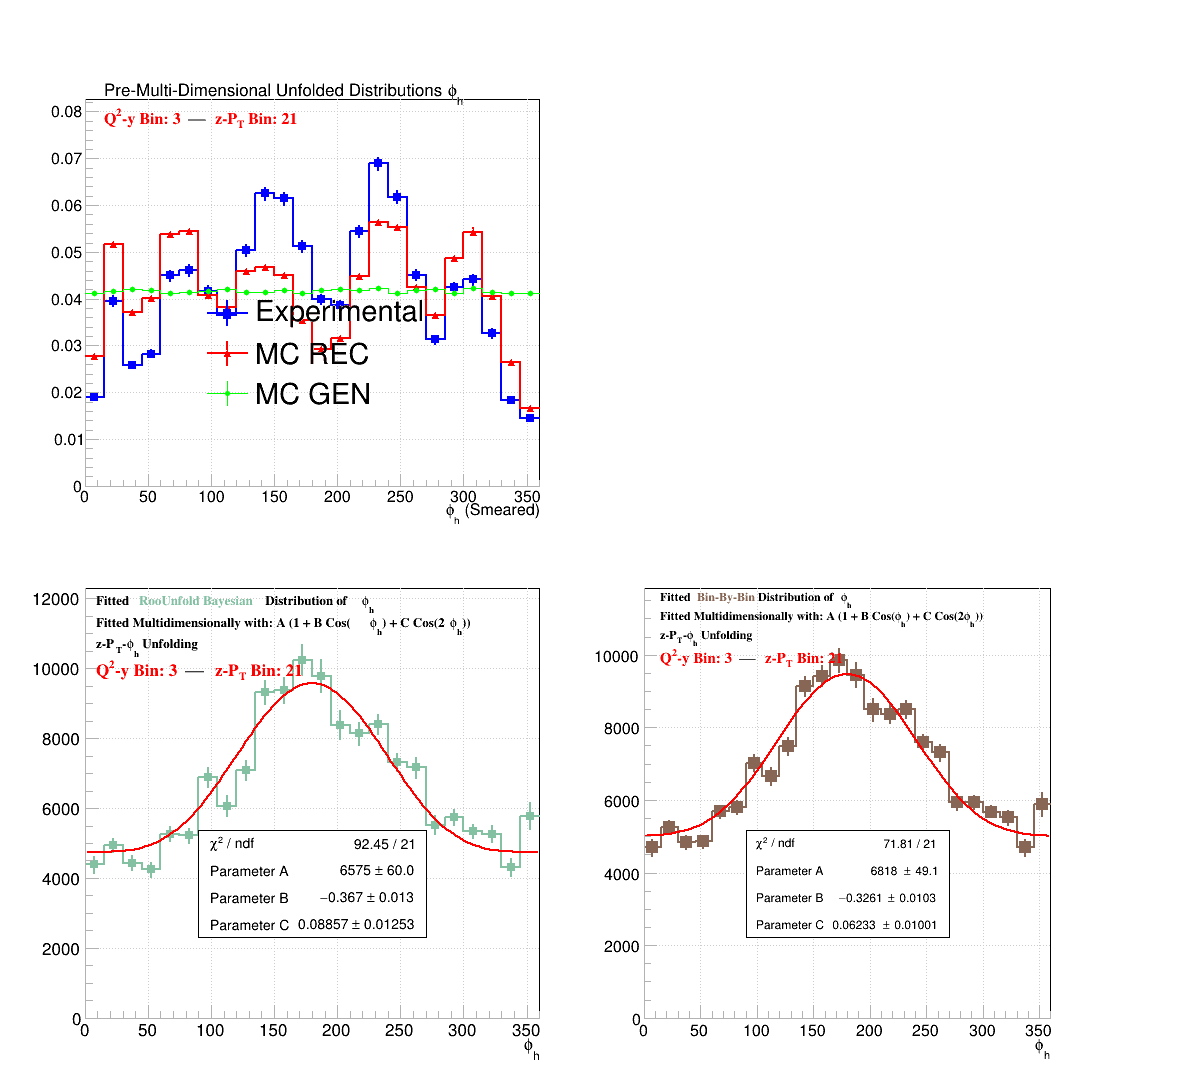 Pre-Multi-Dimensional Unfolded Distributions ϕh
Q²-y Bin: 3 — z-PT Bin: 21
0.08
0.07
0.06
0.05
0.04
0.03
0.02
0.01
0
Experimental
MC REC
MC GEN
0 50 100 150 200 250 300 350
ϕh (Smeared)
Fitted RooUnfold Bayesian Distribution of ϕh
Fitted Multidimensionally with: A (1 + B Cos( ϕh) + C Cos(2 ϕh))
z-PT-ϕh Unfolding
Q²-y Bin: 3 — z-PT Bin: 21
12000
10000
8000
6000
4000
2000
0
χ² / ndf 92.45 / 21
Parameter A 6575 ± 60.0
Parameter B −0.367 ± 0.013
Parameter C 0.08857 ± 0.01253
0 50 100 150 200 250 300 350
ϕh
Fitted Bin-By-Bin Distribution of ϕh
Fitted Multidimensionally with: A (1 + B Cos(ϕh) + C Cos(2ϕh))
z-PT-ϕh Unfolding
Q²-y Bin: 3 — z-PT Bin: 21
10000
8000
6000
4000
2000
0
χ² / ndf 71.81 / 21
Parameter A 6818 ± 49.1
Parameter B −0.3261 ± 0.0103
Parameter C 0.06233 ± 0.01001
0 50 100 150 200 250 300 350
ϕh